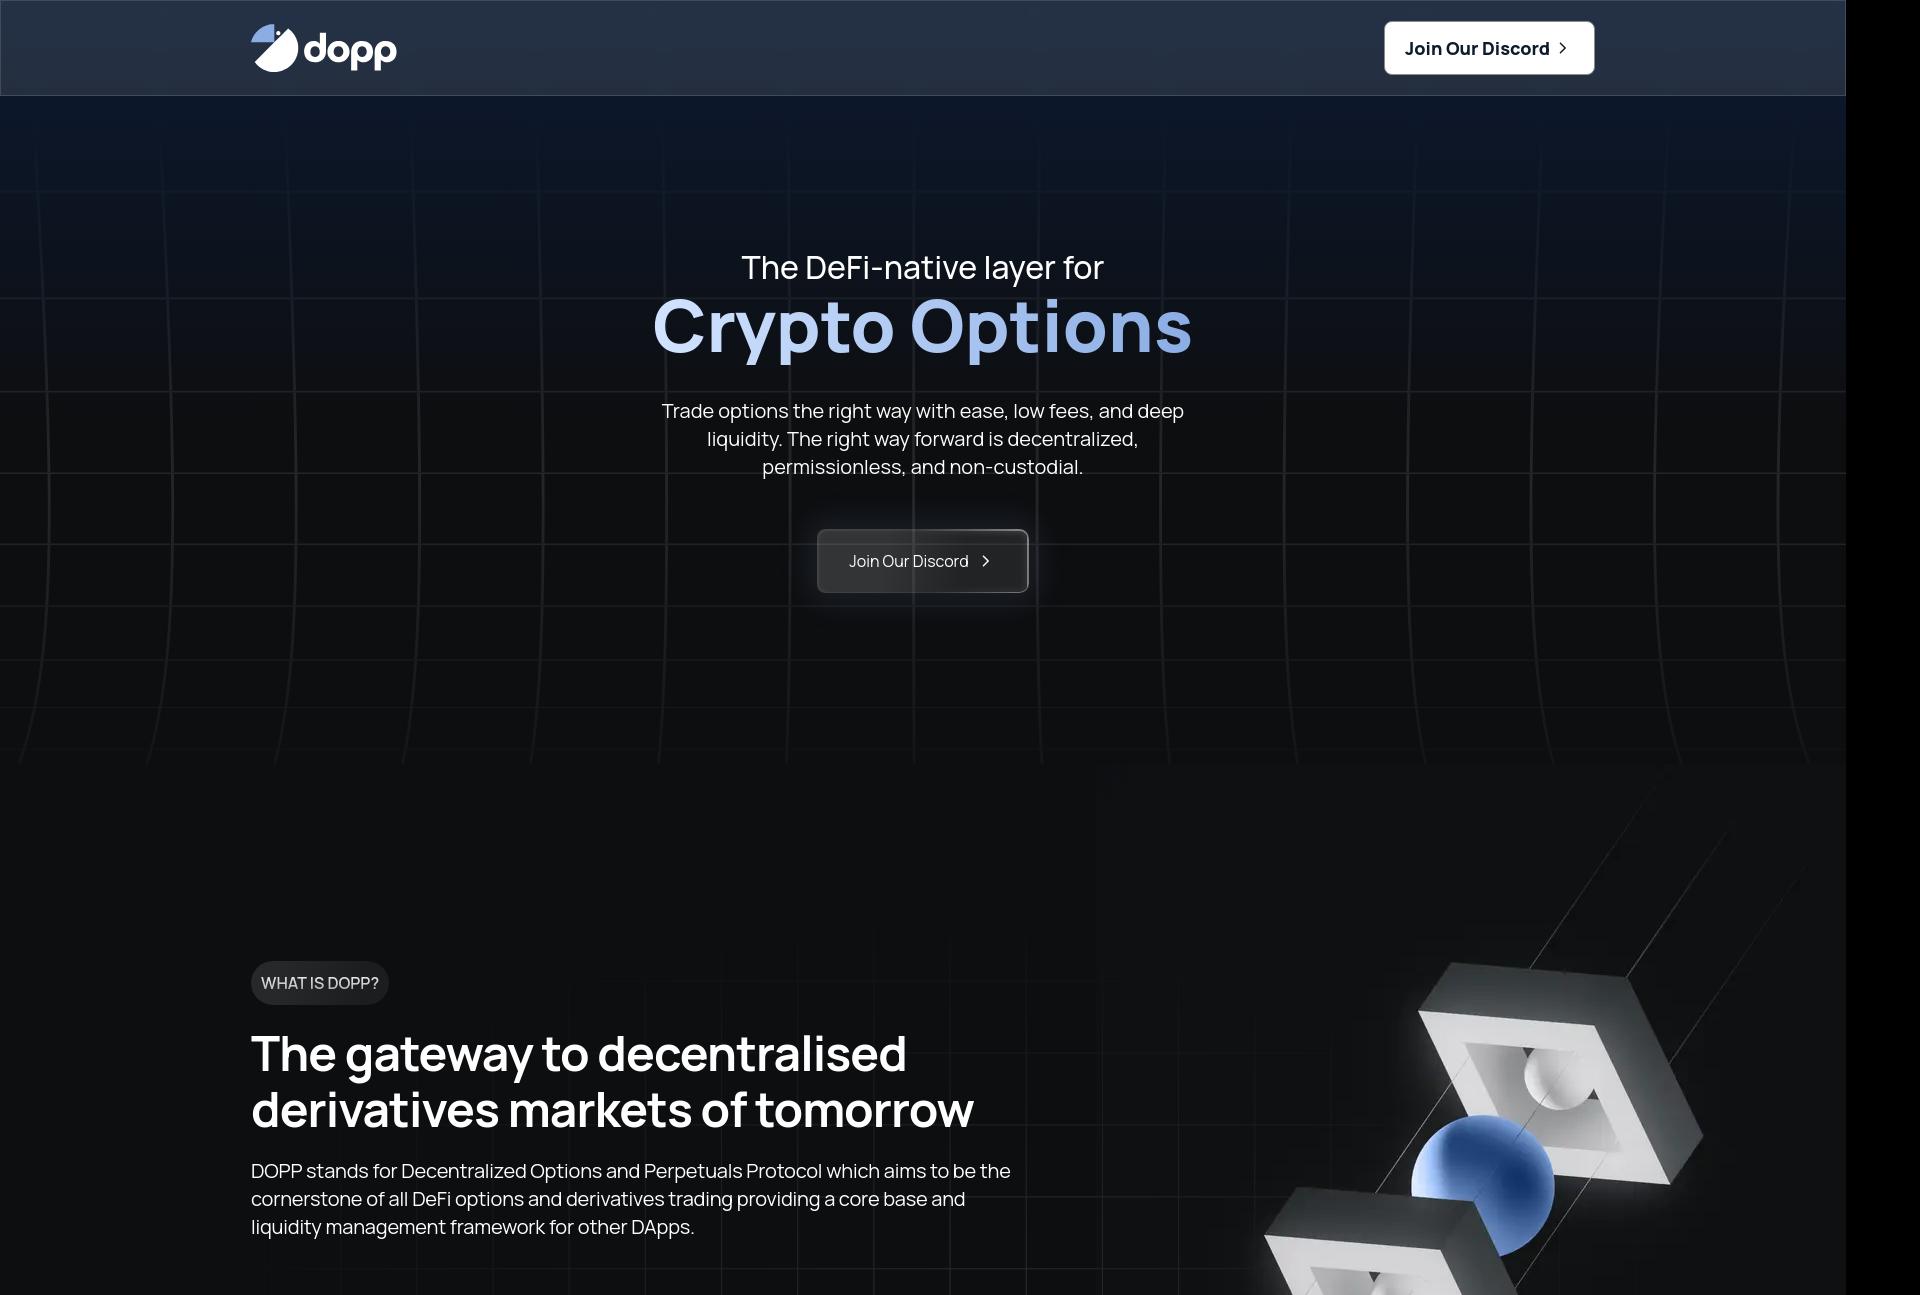 dopp
Join Our Discord
The DeFi-native layer for
Crypto Options
Trade options the right way with ease, low fees, and deep
liquidity. The right way forward is decentralized,
permissionless, and non-custodial.
Join Our Discord
WHAT IS DOPP?
The gateway to decentralised
derivatives markets of tomorrow
DOPP stands for Decentralized Options and Perpetuals Protocol which aims to be the
cornerstone of all DeFi options and derivatives trading providing a core base and
liquidity management framework for other DApps.